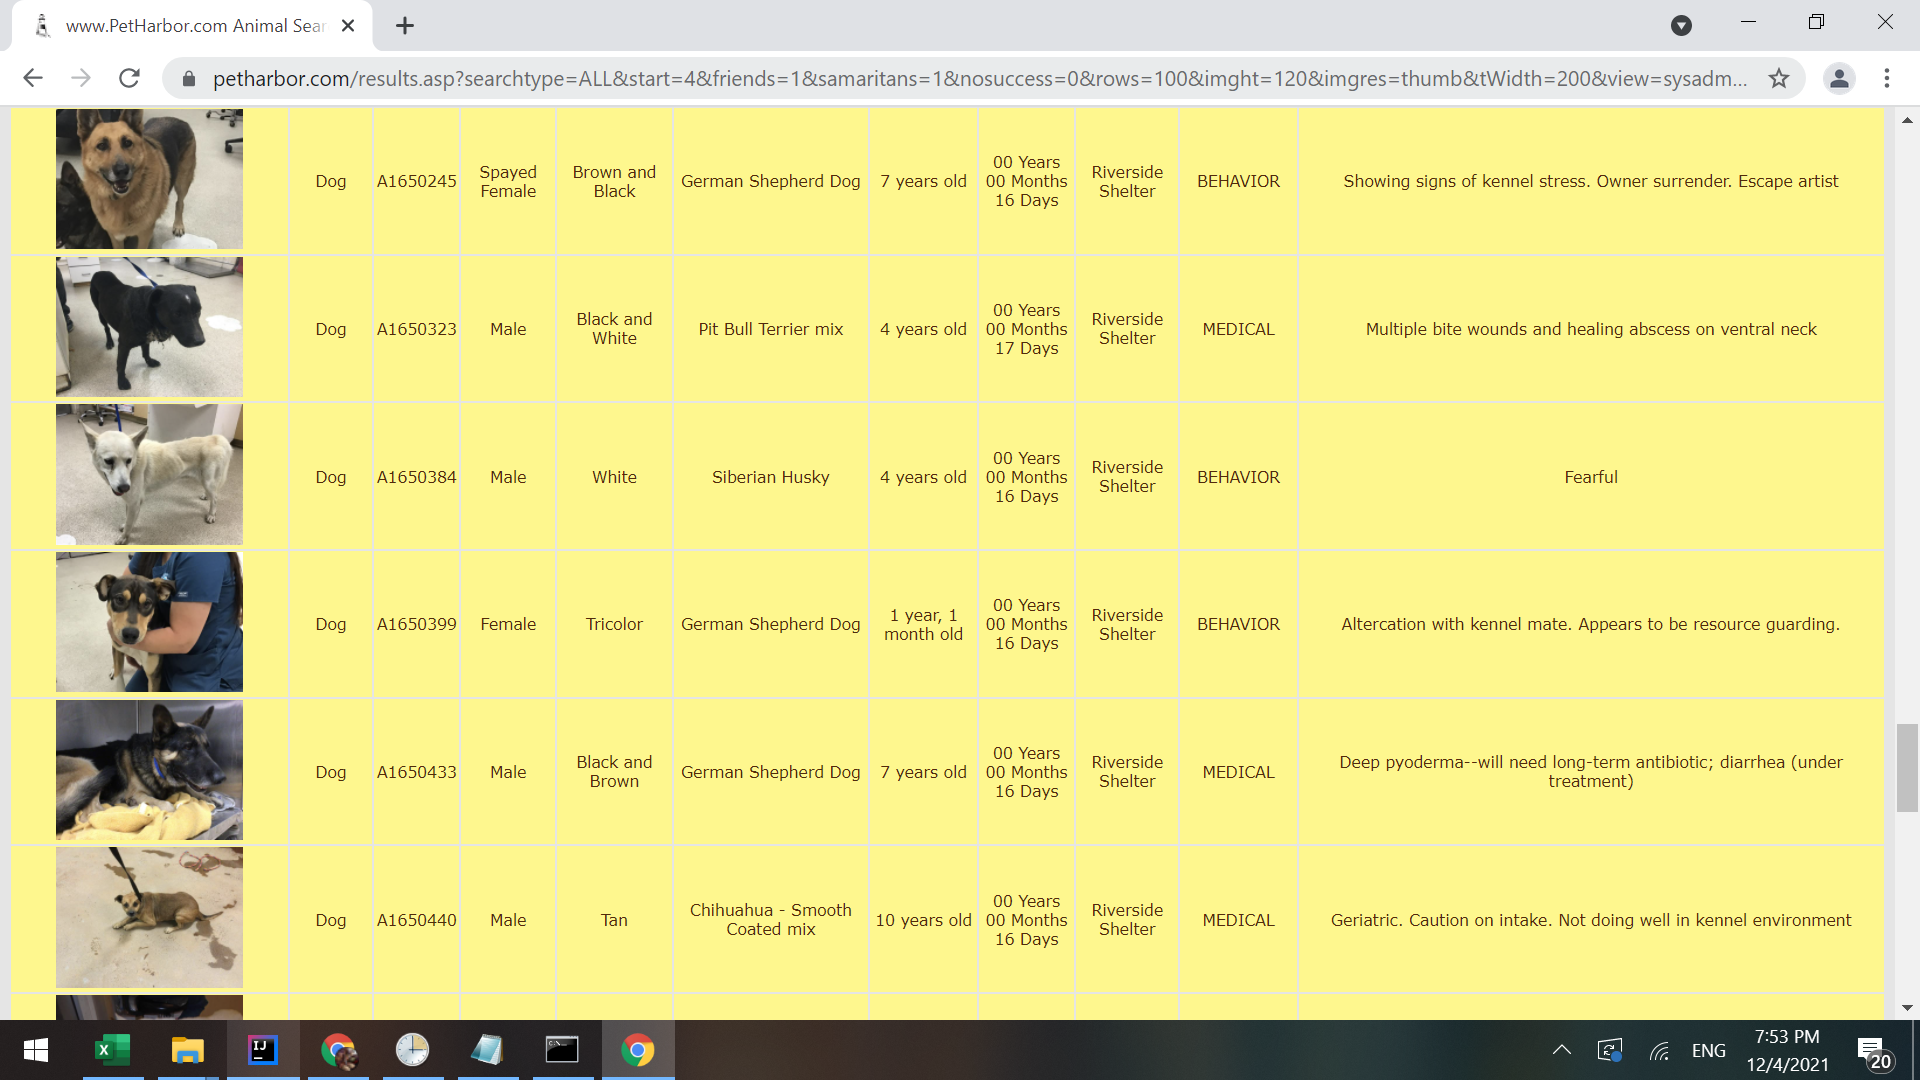 www.PetHarbor.com Animal Sear
petharbor.com/results.asp?searchtype=ALL&start=4&friends=1&samaritans=1&nosuccess=0&rows=100&imght=120&imgres=thumb&tWidth=200&view=sysadm...
Dog
A1650245
Spayed
Female
Brown and
Black
German Shepherd Dog
7 years old
00 Years
00 Months
16 Days
Riverside
Shelter
BEHAVIOR
Showing signs of kennel stress. Owner surrender. Escape artist
Dog
A1650323
Male
Black and
White
Pit Bull Terrier mix
4 years old
00 Years
00 Months
17 Days
Riverside
Shelter
MEDICAL
Multiple bite wounds and healing abscess on ventral neck
Dog
A1650384
Male
White
Siberian Husky
4 years old
00 Years
00 Months
16 Days
Riverside
Shelter
BEHAVIOR
Fearful
Dog
A1650399
Female
Tricolor
German Shepherd Dog
1 year, 1
month old
00 Years
00 Months
16 Days
Riverside
Shelter
BEHAVIOR
Altercation with kennel mate. Appears to be resource guarding.
Dog
A1650433
Male
Black and
Brown
German Shepherd Dog
7 years old
00 Years
00 Months
16 Days
Riverside
Shelter
MEDICAL
Deep pyoderma--will need long-term antibiotic; diarrhea (under
treatment)
Dog
A1650440
Male
Tan
Chihuahua - Smooth
Coated mix
10 years old
00 Years
00 Months
16 Days
Riverside
Shelter
MEDICAL
Geriatric. Caution on intake. Not doing well in kennel environment
X
IJ
C:\
ENG
7:53 PM
12/4/2021
20